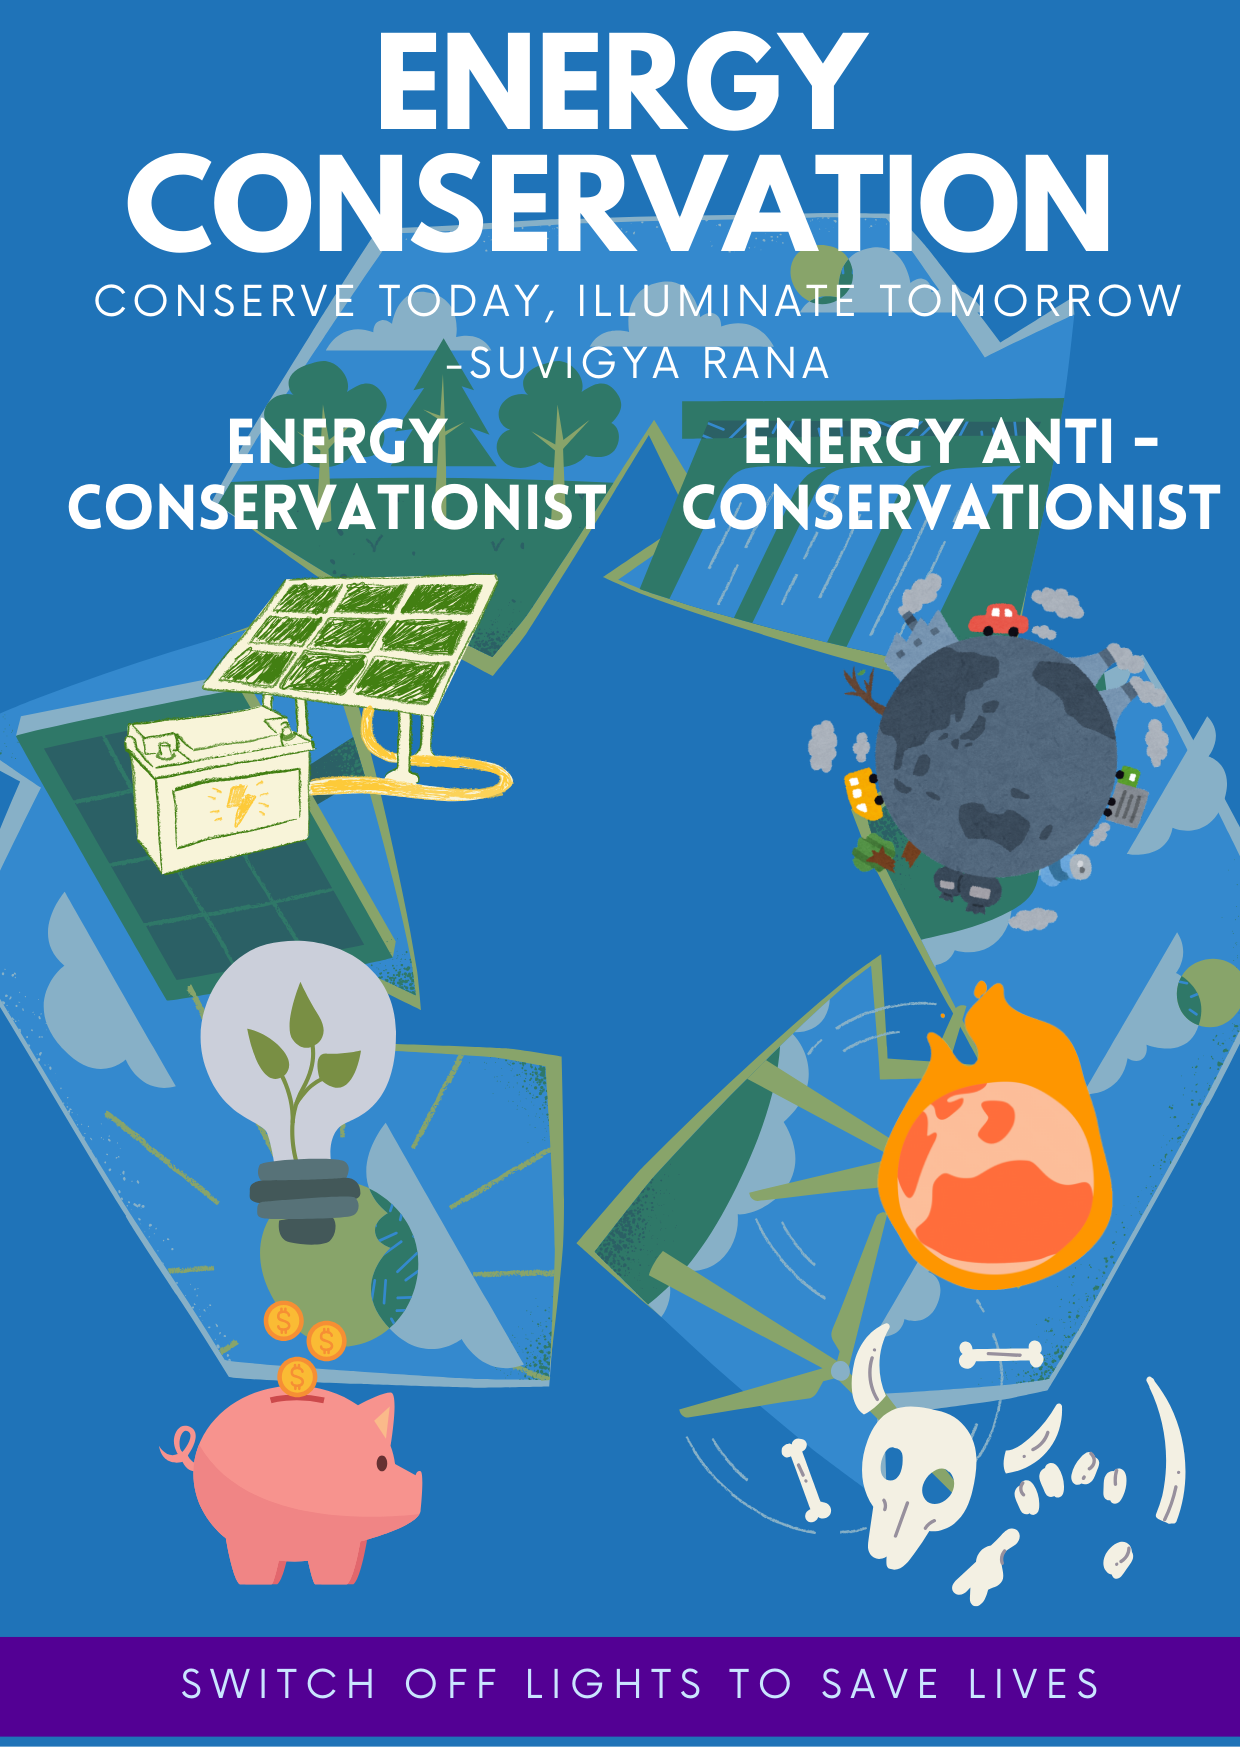 ENERGY
CONSERVATION
CONSERVE TODAY, ILLUMINATE TOMORROW
-SUVIGYA RANA
ENERGY
CONSERVATIONIST
ENERGY ANTI -
CONSERVATIONIST
$
$
$
SWITCH OFF LIGHTS TO SAVE LIVES